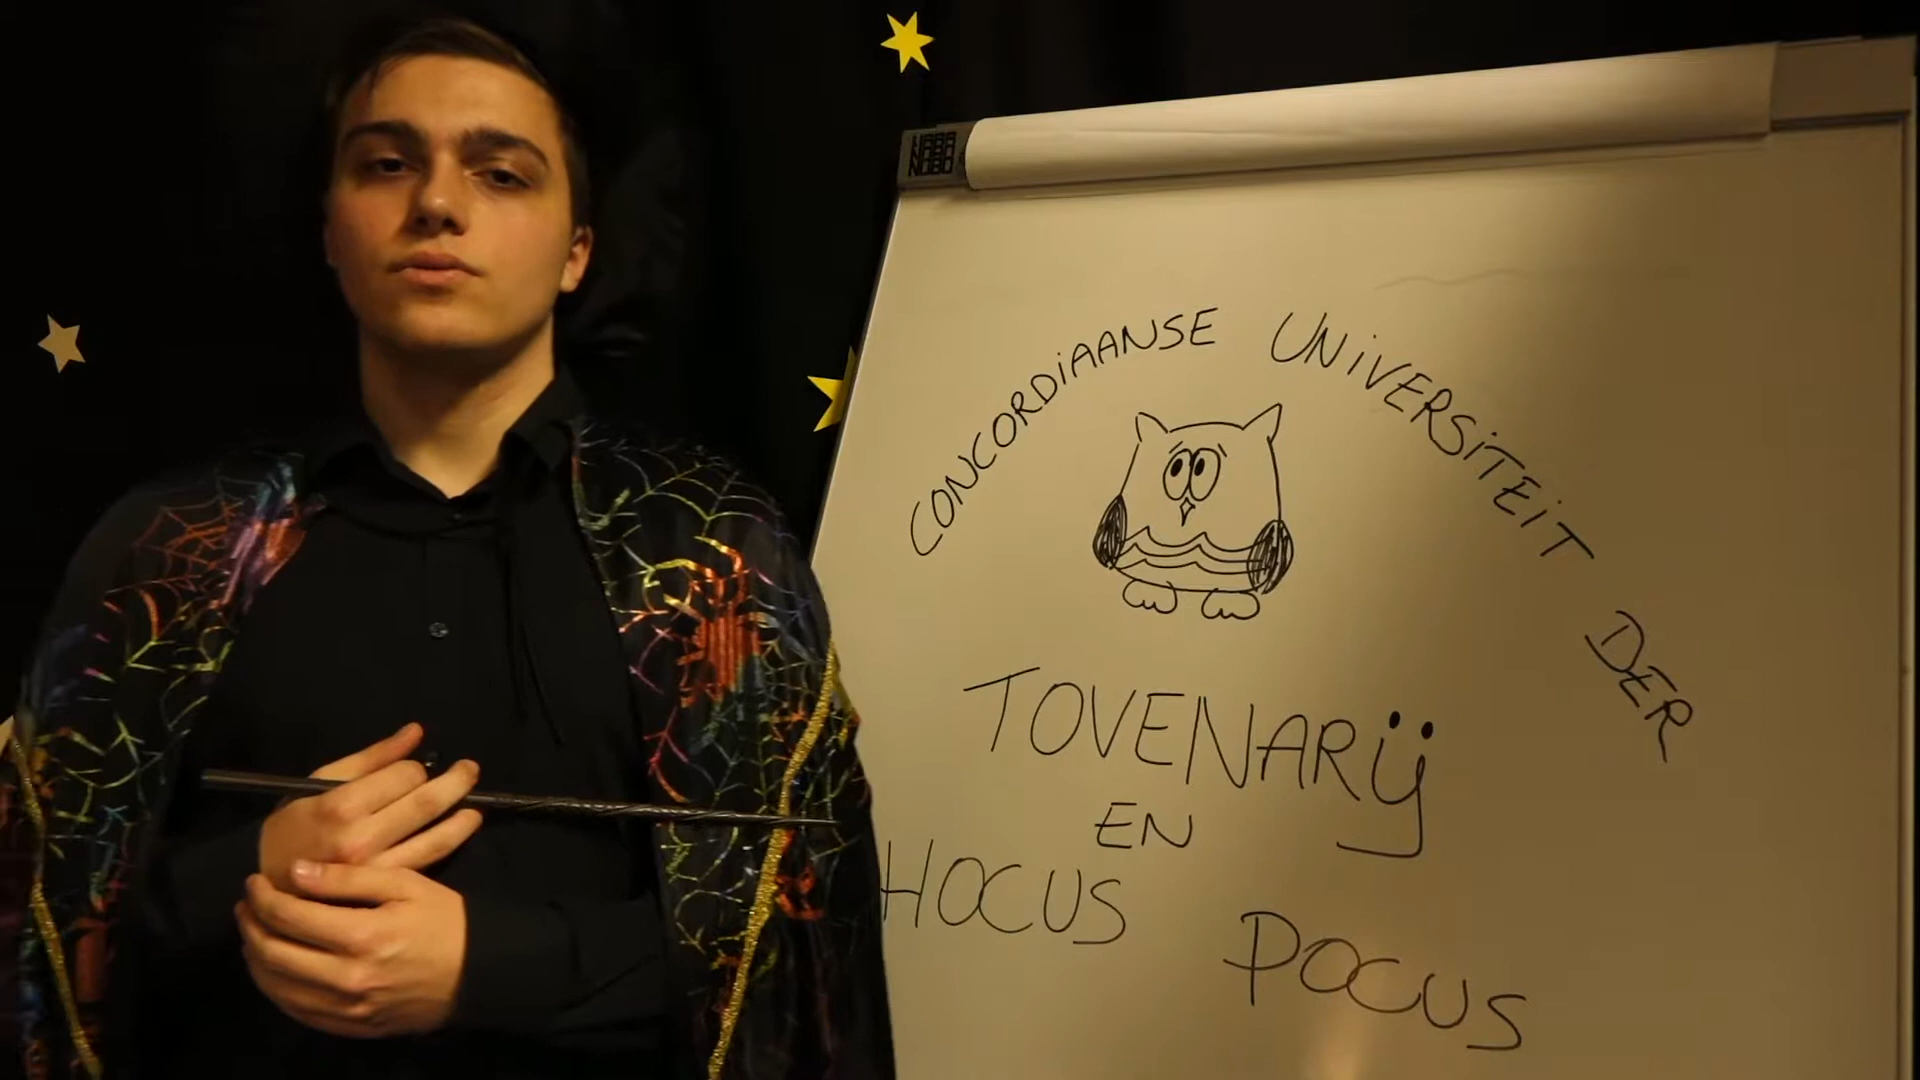 CONCORDiAANSE UNiVERSiTEiT DER
TOVENARij
EN
HOCUS POCUS